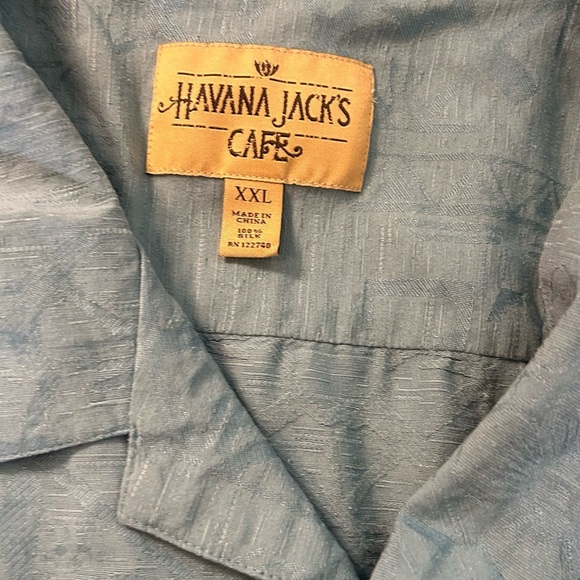 HAVANA JACK'S
CAFE
XXL
MADE IN
CHINA
100%
SILK
RN 122740